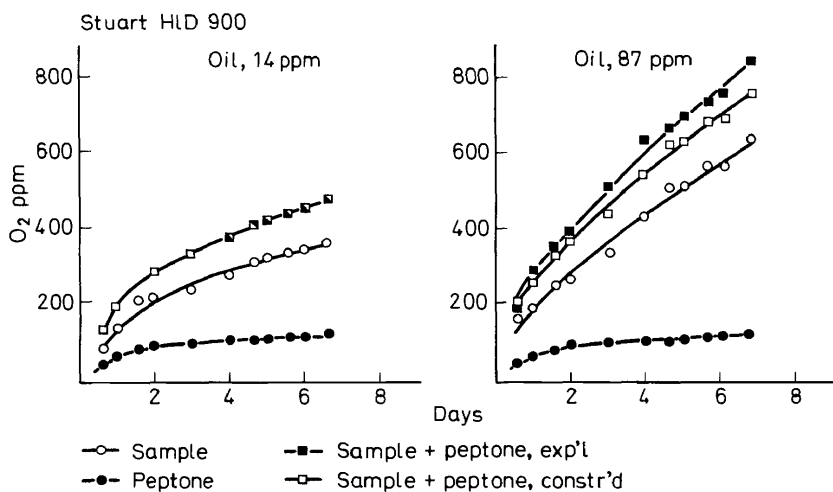 Stuart HID 900
Oil, 14 ppm
Oil, 87 ppm
O₂ ppm
800
600
400
200
800
600
400
200
2 4 6 8
2 4 6 8
Days
Sample
Sample + peptone, exp'l
Peptone
Sample + peptone, constr'd